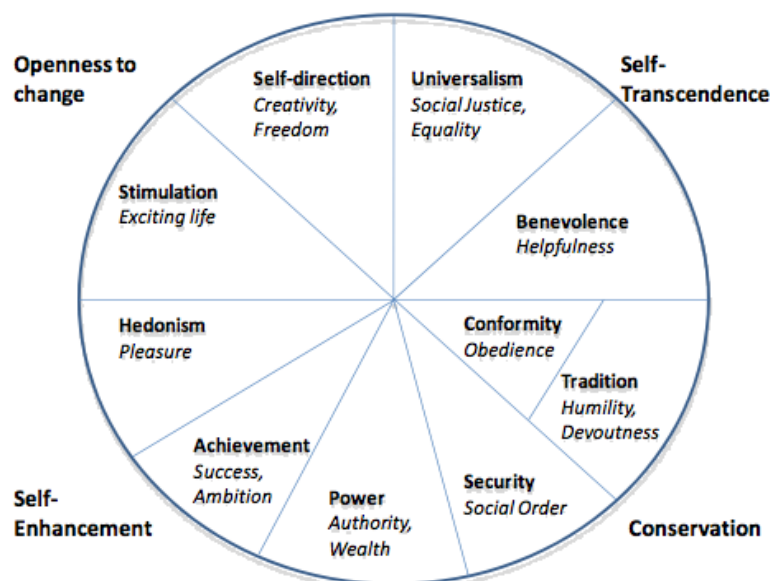 Openness to
change
Self-direction
Creativity,
Freedom
Universalism
Social Justice,
Equality
Self-
Transcendence
Stimulation
Exciting life
Benevolence
Helpfulness
Hedonism
Pleasure
Conformity
Obedience
Tradition
Humility,
Devoutness
Achievement
Success,
Ambition
Power
Authority,
Wealth
Security
Social Order
Self-
Enhancement
Conservation